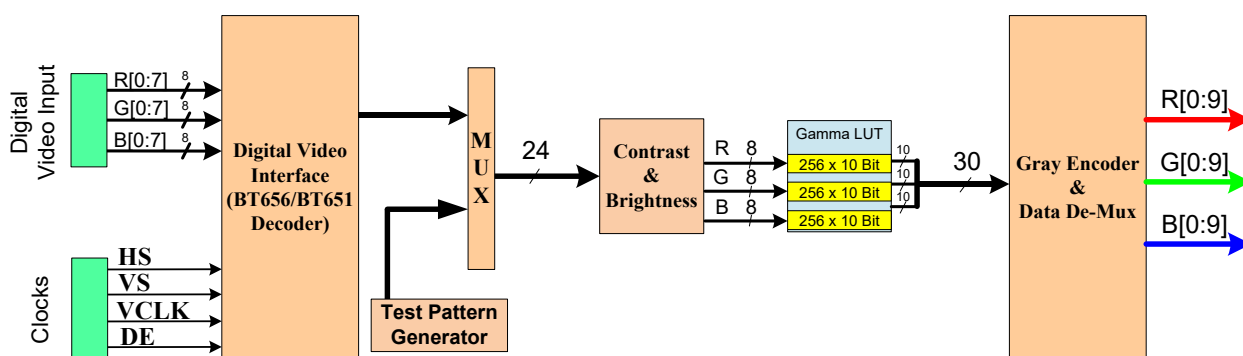 Digital
Video Input
R[0:7]
8
G[0:7]
8
B[0:7]
8
Clocks
HS
VS
VCLK
DE
Digital Video
Interface
(BT656/BT651
Decoder)
Test Pattern
Generator
M
U
X
24
Contrast
&
Brightness
R 8
G 8
B 8
Gamma LUT
256 x 10 Bit
256 x 10 Bit
256 x 10 Bit
10
10
10
30
Gray Encoder
&
Data De-Mux
R[0:9]
G[0:9]
B[0:9]